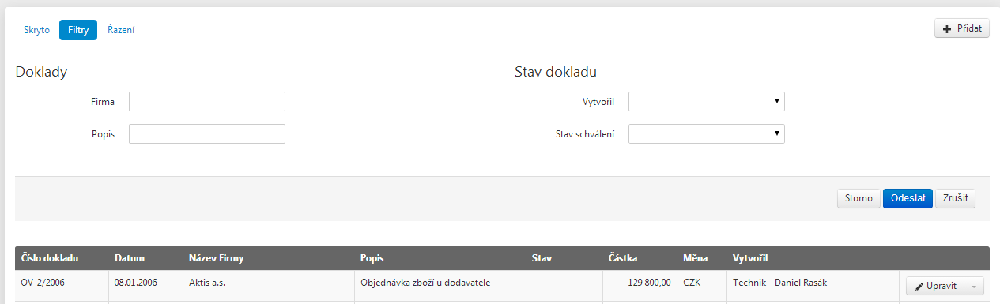 Skryto Filtry Řazení Přidat
Doklady Stav dokladu
Firma Vytvořil
Popis Stav schválení
Storno Odeslat Zrušit
Číslo dokladu Datum Název Firmy Popis Stav Částka Měna Vytvořil
OV-2/2006 08.01.2006 Aktis a.s. Objednávka zboží u dodavatele 129 800,00 CZK Technik - Daniel Rasák Upravit